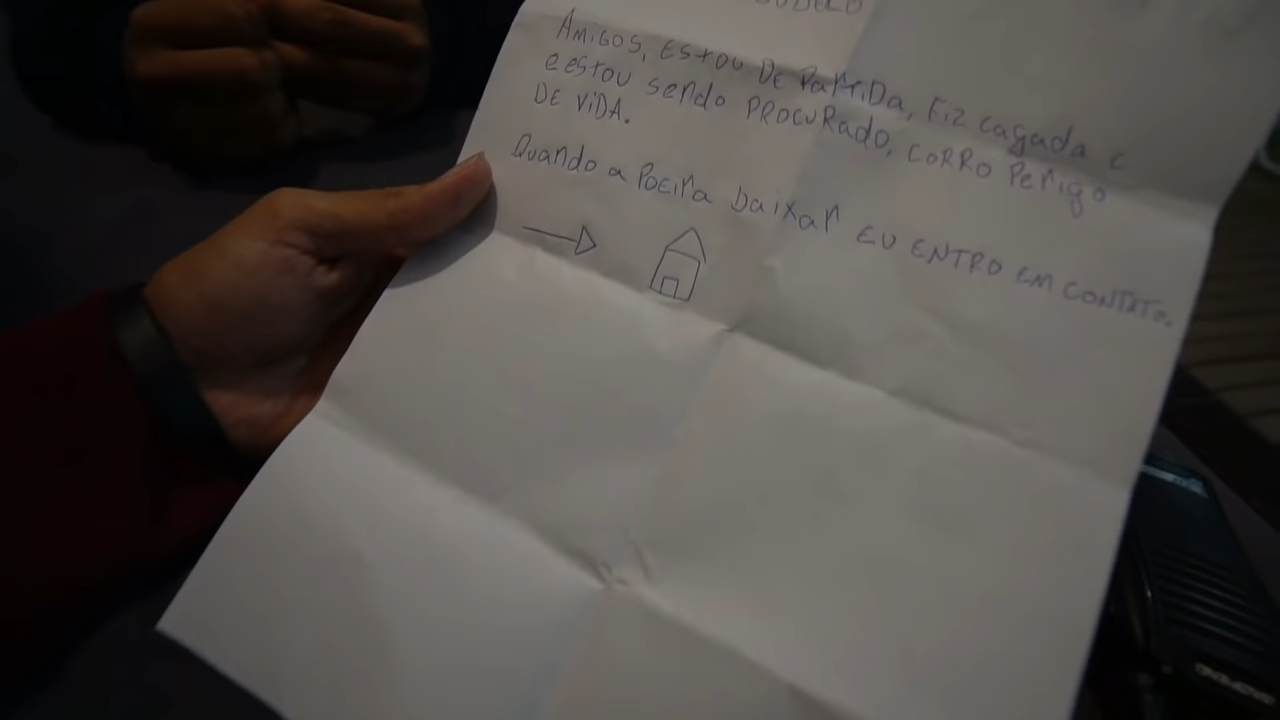 AMIGOS, ESTOU DE PARTIDA, FIZ cagada e
e estou sendo PROCURADO, CORRO Perigo
DE VIDA.
Quando a Poeira baixar EU ENTRO EM CONTATO.